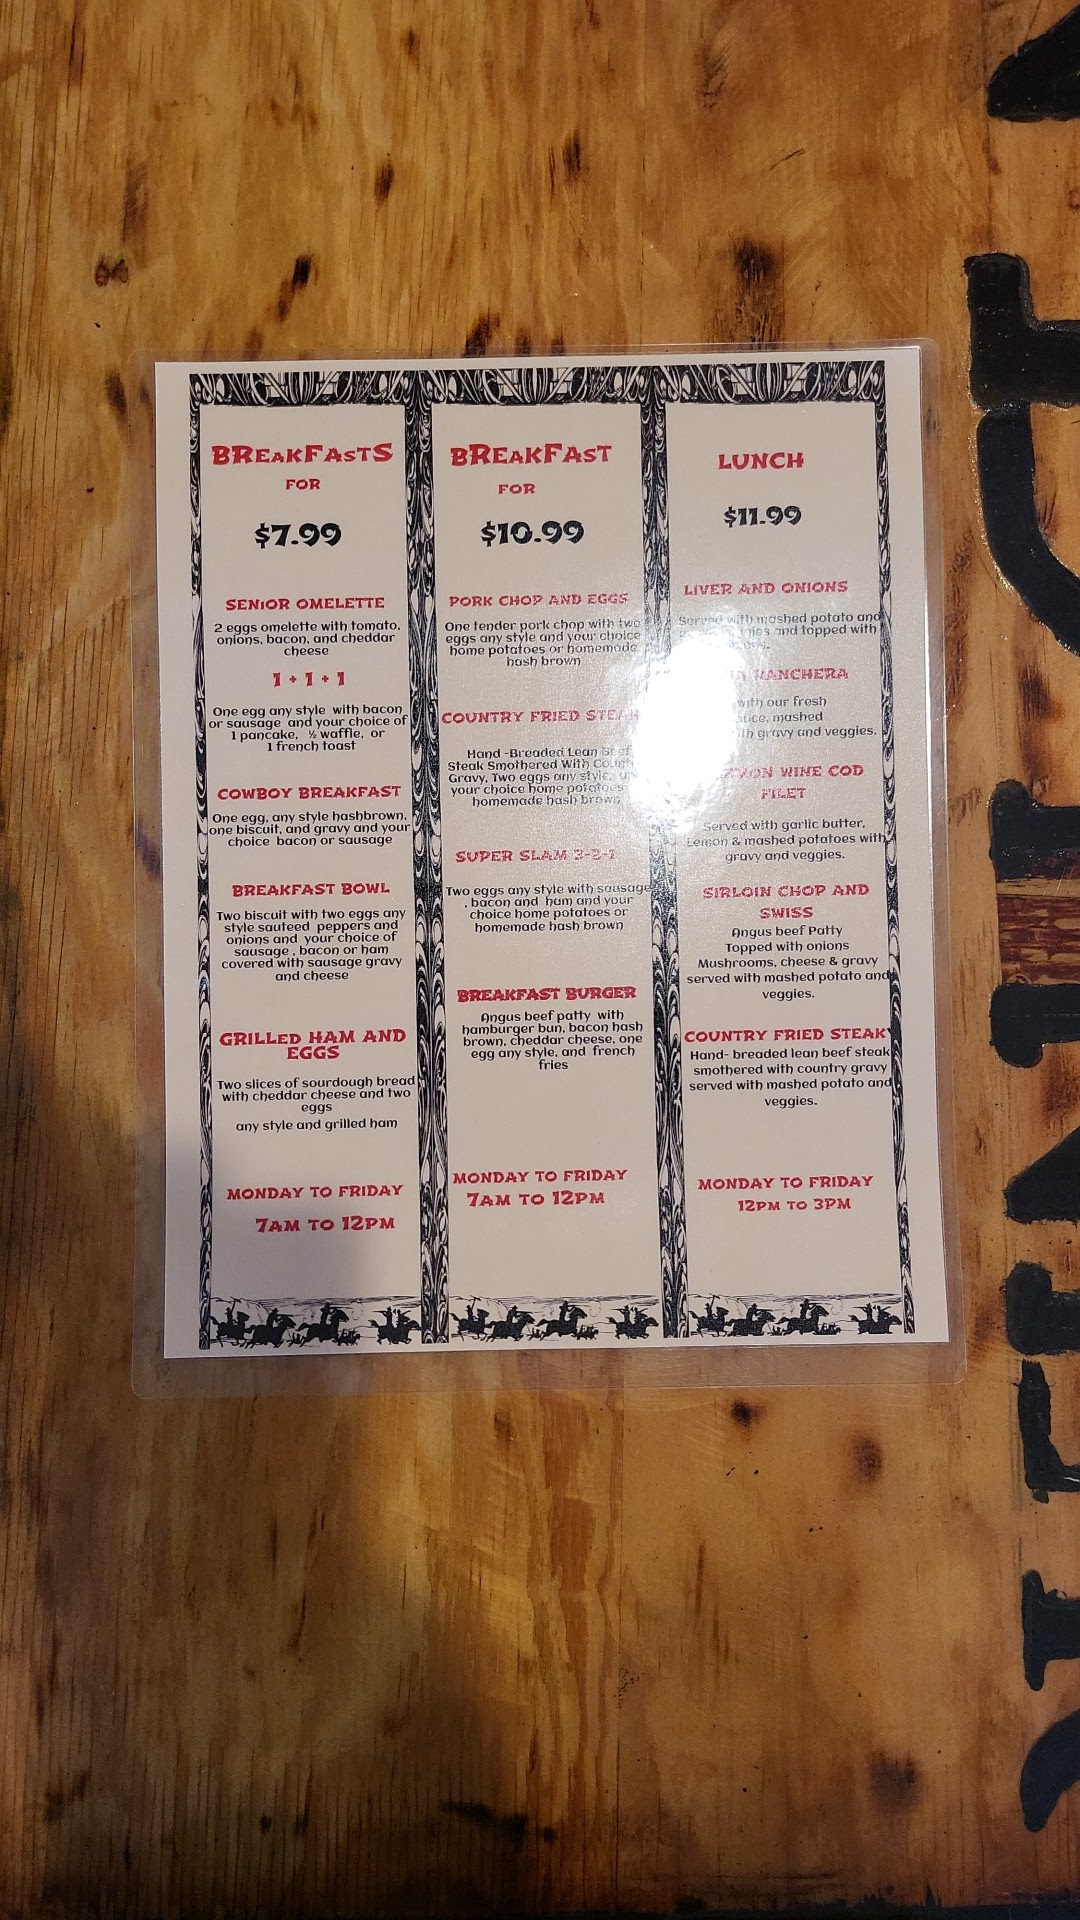 BREAKFASTS
FOR
$7.99
SENIOR OMELETTE
2 eggs omelette with tomato,
onions, bacon, and cheddar
cheese
1 + 1 + 1
One egg any style with bacon
or sausage and your choice of
1 pancake, ½ waffle, or
1 french toast
COWBOY BREAKFAST
One egg, any style hashbrown,
one biscuit, and gravy and your
choice bacon or sausage
BREAKFAST BOWL
Two biscuit with two eggs any
style sauteed peppers and
onions and your choice of
sausage , bacon or ham
covered with sausage gravy
and cheese
GRILLED HAM AND
EGGS
Two slices of sourdough bread
with cheddar cheese and two
eggs
any style and grilled ham
MONDAY TO FRIDAY
7AM TO 12PM
BREAKFAST
FOR
$10.99
PORK CHOP AND EGGS
One tender pork chop with two
eggs any style and your choice
home potatoes or homemade
hash brown
COUNTRY FRIED STEAK
Hand -Breaded Lean Beef
Steak Smothered With
Gravy, Two eggs any style,
your choice home potatoes
homemade hash brown
SUPER SLAM 3-2-1
Two eggs any style with sausage
, bacon and ham and your
choice home potatoes or
homemade hash brown
BREAKFAST BURGER
Angus beef patty with
hamburger bun, bacon hash
brown, cheddar cheese, one
egg any style, and french
fries
MONDAY TO FRIDAY
7AM TO 12PM
LUNCH
$11.99
LIVER AND ONIONS
Served with mashed potato and
and topped with
RANCHERA
with our fresh
mashed
gravy and veggies.
WINE COD
FILET
Served with garlic butter,
Lemon & mashed potatoes with
gravy and veggies.
SIRLOIN CHOP AND
SWISS
Angus beef Patty
Topped with onions
Mushrooms, cheese & gravy
served with mashed potato and
veggies.
COUNTRY FRIED STEAK
Hand- breaded lean beef steak
smothered with country gravy
served with mashed potato and
veggies.
MONDAY TO FRIDAY
12PM TO 3PM